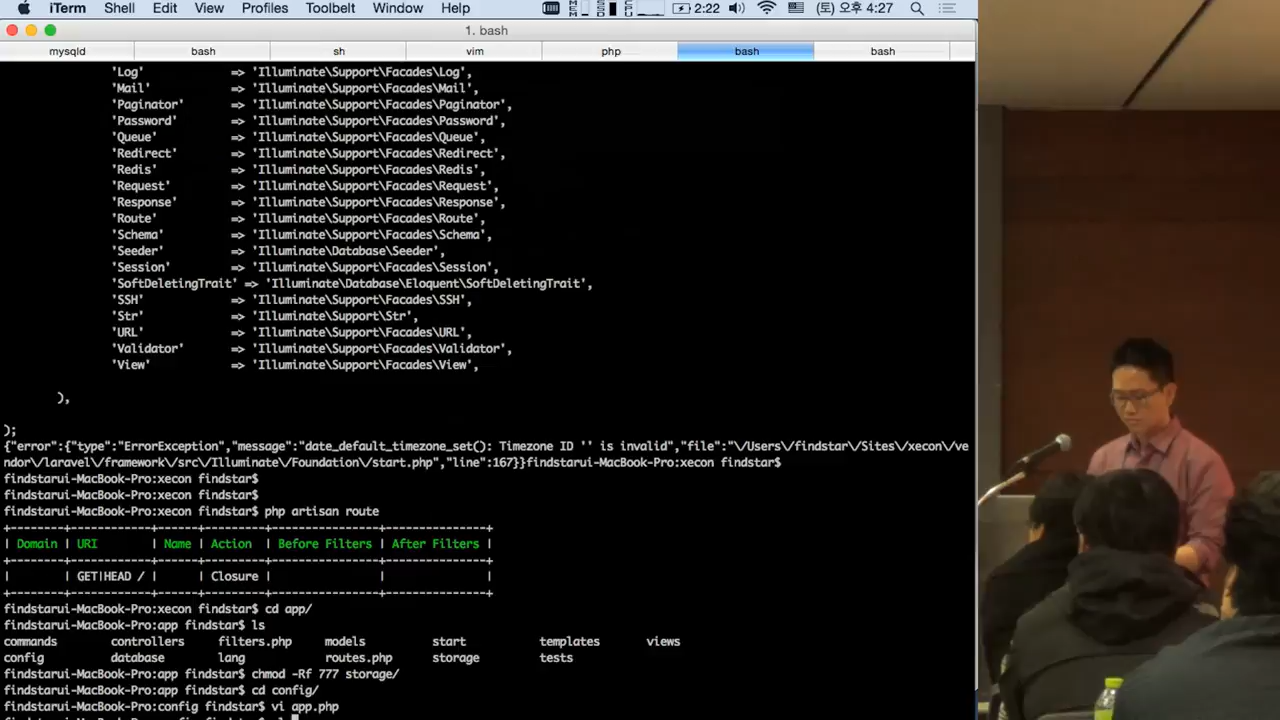 iTerm Shell Edit View Profiles Toolbelt Window Help 2:22 (토) 오후 4:27
1. bash
mysqld bash sh vim php bash bash
'Log' => 'Illuminate\Support\Facades\Log',
'Mail' => 'Illuminate\Support\Facades\Mail',
'Paginator' => 'Illuminate\Support\Facades\Paginator',
'Password' => 'Illuminate\Support\Facades\Password',
'Queue' => 'Illuminate\Support\Facades\Queue',
'Redirect' => 'Illuminate\Support\Facades\Redirect',
'Redis' => 'Illuminate\Support\Facades\Redis',
'Request' => 'Illuminate\Support\Facades\Request',
'Response' => 'Illuminate\Support\Facades\Response',
'Route' => 'Illuminate\Support\Facades\Route',
'Schema' => 'Illuminate\Support\Facades\Schema',
'Seeder' => 'Illuminate\Database\Seeder',
'Session' => 'Illuminate\Support\Facades\Session',
'SoftDeletingTrait' => 'Illuminate\Database\Eloquent\SoftDeletingTrait',
'SSH' => 'Illuminate\Support\Facades\SSH',
'Str' => 'Illuminate\Support\Str',
'URL' => 'Illuminate\Support\Facades\URL',
'Validator' => 'Illuminate\Support\Facades\Validator',
'View' => 'Illuminate\Support\Facades\View',
),
);
{"error":{"type":"ErrorException","message":"date_default_timezone_set(): Timezone ID '' is invalid","file":"\/Users\/findstar\/Sites\/xecon\/ve
ndor\/laravel\/framework\/src\/Illuminate\/Foundation\/start.php","line":167}}findstarui-MacBook-Pro:xecon findstar$
findstarui-MacBook-Pro:xecon findstar$
findstarui-MacBook-Pro:xecon findstar$
findstarui-MacBook-Pro:xecon findstar$ php artisan route
+--------+------------+------+---------+----------------+---------------+
| Domain | URI | Name | Action | Before Filters | After Filters |
+--------+------------+------+---------+----------------+---------------+
| | GET|HEAD / | | Closure | | |
+--------+------------+------+---------+----------------+---------------+
findstarui-MacBook-Pro:xecon findstar$ cd app/
findstarui-MacBook-Pro:app findstar$ ls
commands controllers filters.php models start templates views
config database lang routes.php storage tests
findstarui-MacBook-Pro:app findstar$ chmod -Rf 777 storage/
findstarui-MacBook-Pro:app findstar$ cd config/
findstarui-MacBook-Pro:config findstar$ vi app.php